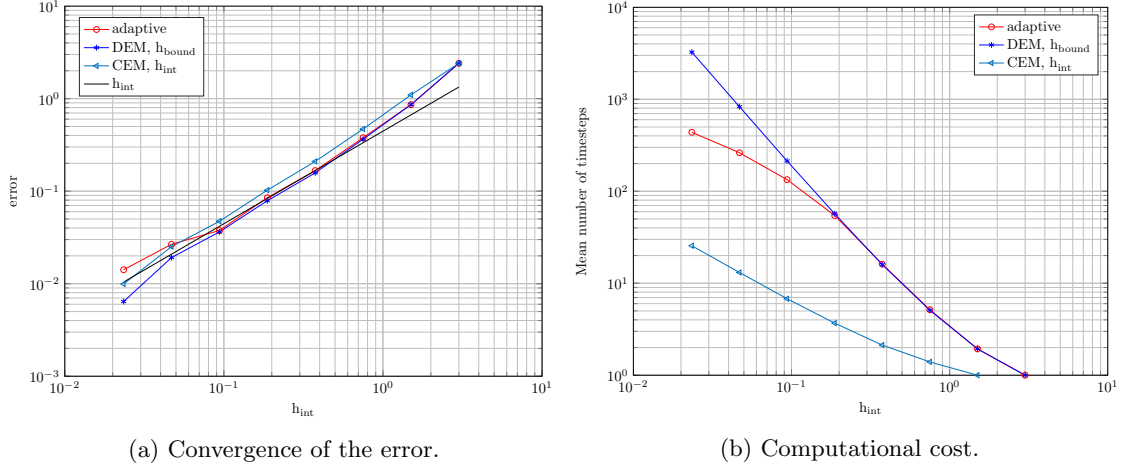 adaptive
DEM, h_bound
CEM, h_int
h_int
10^1
10^0
10^−1
10^−2
10^−3
error
10^−2
10^−1
10^0
10^1
h_int
(a) Convergence of the error.
adaptive
DEM, h_bound
CEM, h_int
10^4
10^3
10^2
10^1
10^0
Mean number of timesteps
10^−2
10^−1
10^0
10^1
h_int
(b) Computational cost.